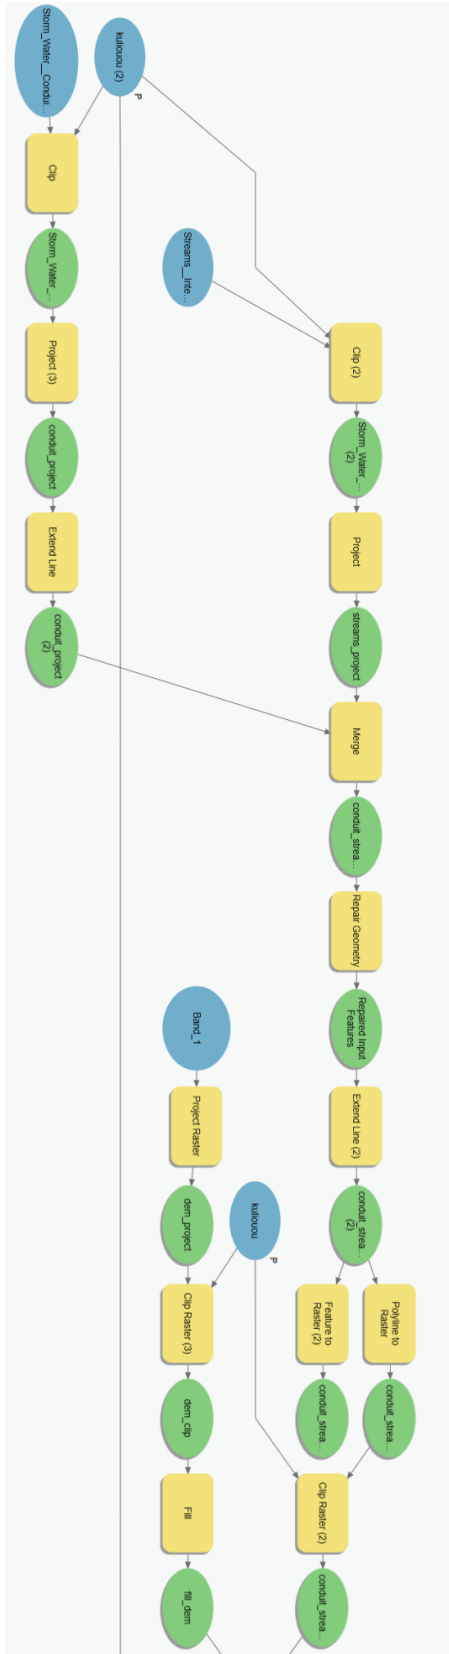 Storm_Water__Condui...
kuliouou (2)
P
Clip
Storm_Water_...
Streams__Inte...
Project (3)
Clip (2)
conduit_project
Storm_Water_...
(2)
Extend Line
Project
conduit_project
(2)
streams_project
Merge
conduit_strea...
Repair Geometry
Band_1
Repaired Input
Features
Project Raster
Extend Line (2)
dem_project
kuliouou
P
conduit_strea...
(2)
Clip Raster (3)
Feature to
Raster (2)
Polyline to
Raster
dem_clip
conduit_strea...
conduit_strea...
Fill
Clip Raster (2)
fill_dem
conduit_strea...